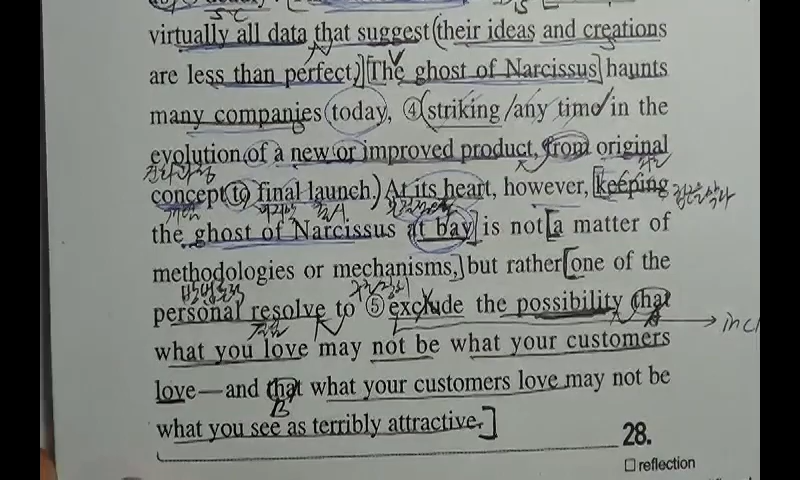 virtually all data that suggest (their ideas and creations
are less than perfect.) [The ghost of Narcissus] haunts
many companies today, ④ (striking / any time / in the
evolution of a new or improved product, from original
concept to final launch.) At its heart, however, [keeping
the ghost of Narcissus at bay] is not [a matter of
methodologies or mechanisms,] but rather [one of the
personal resolve to ⑤ exclude the possibility that
what you love may not be what your customers
love—and that what your customers love may not be
what you see as terribly attractive.]
28.
□ reflection